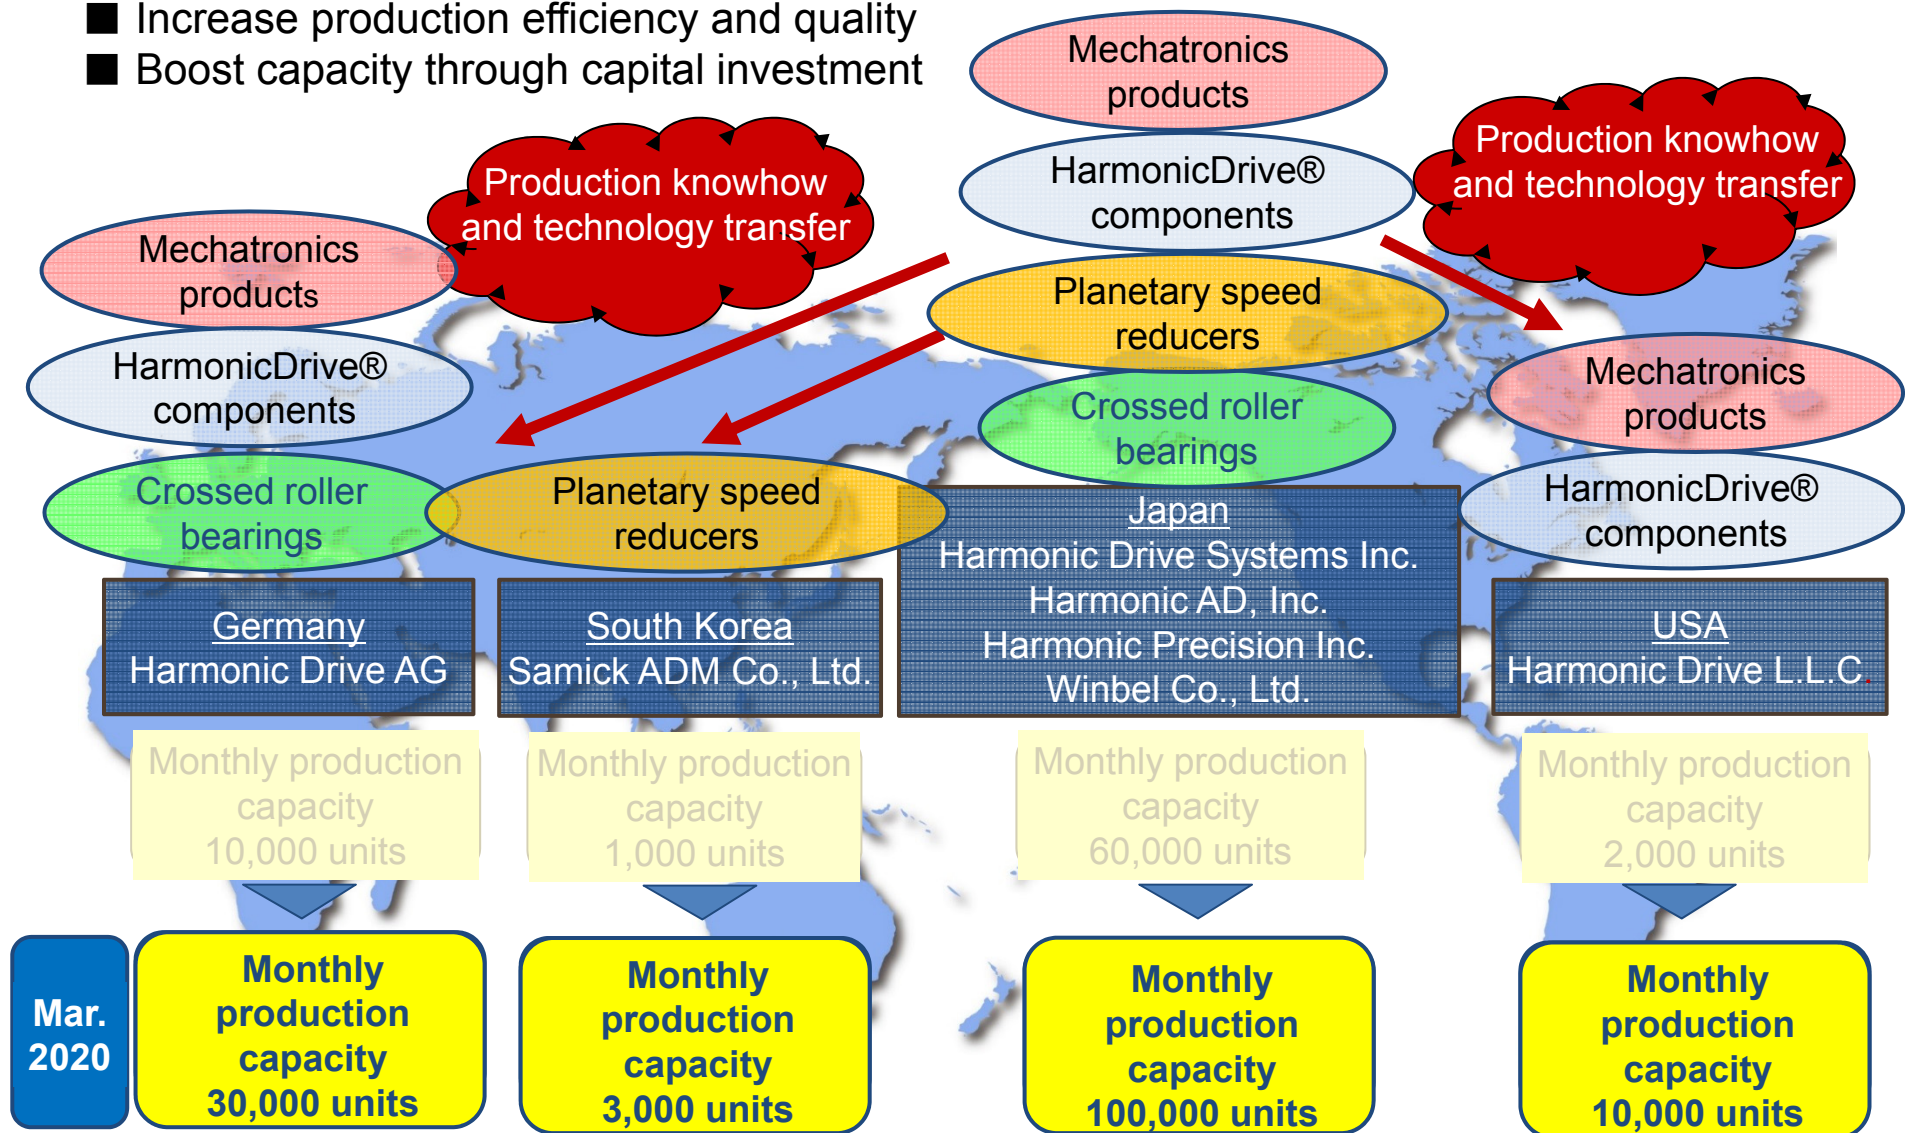 ■ Increase production efficiency and quality
■ Boost capacity through capital investment
Mechatronics
products
HarmonicDrive®
components
Planetary speed
reducers
Crossed roller
bearings
Production knowhow
and technology transfer
Production knowhow
and technology transfer
Mechatronics
products
HarmonicDrive®
components
Crossed roller
bearings
Planetary speed
reducers
Mechatronics
products
HarmonicDrive®
components
Germany
Harmonic Drive AG
South Korea
Samick ADM Co., Ltd.
Japan
Harmonic Drive Systems Inc.
Harmonic AD, Inc.
Harmonic Precision Inc.
Winbel Co., Ltd.
USA
Harmonic Drive L.L.C.
Monthly production
capacity
10,000 units
Monthly production
capacity
1,000 units
Monthly production
capacity
60,000 units
Monthly production
capacity
2,000 units
Mar.
2020
Monthly
production
capacity
30,000 units
Monthly
production
capacity
3,000 units
Monthly
production
capacity
100,000 units
Monthly
production
capacity
10,000 units